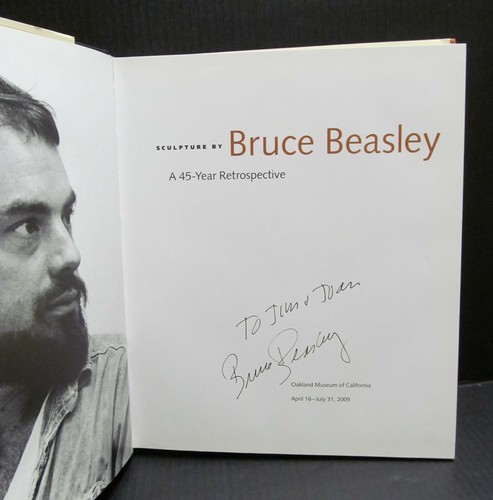 SCULPTURE BY Bruce Beasley
A 45-Year Retrospective
To Jim & Joan
Bruce Beasley
Oakland Museum of California
April 16–July 31, 2005